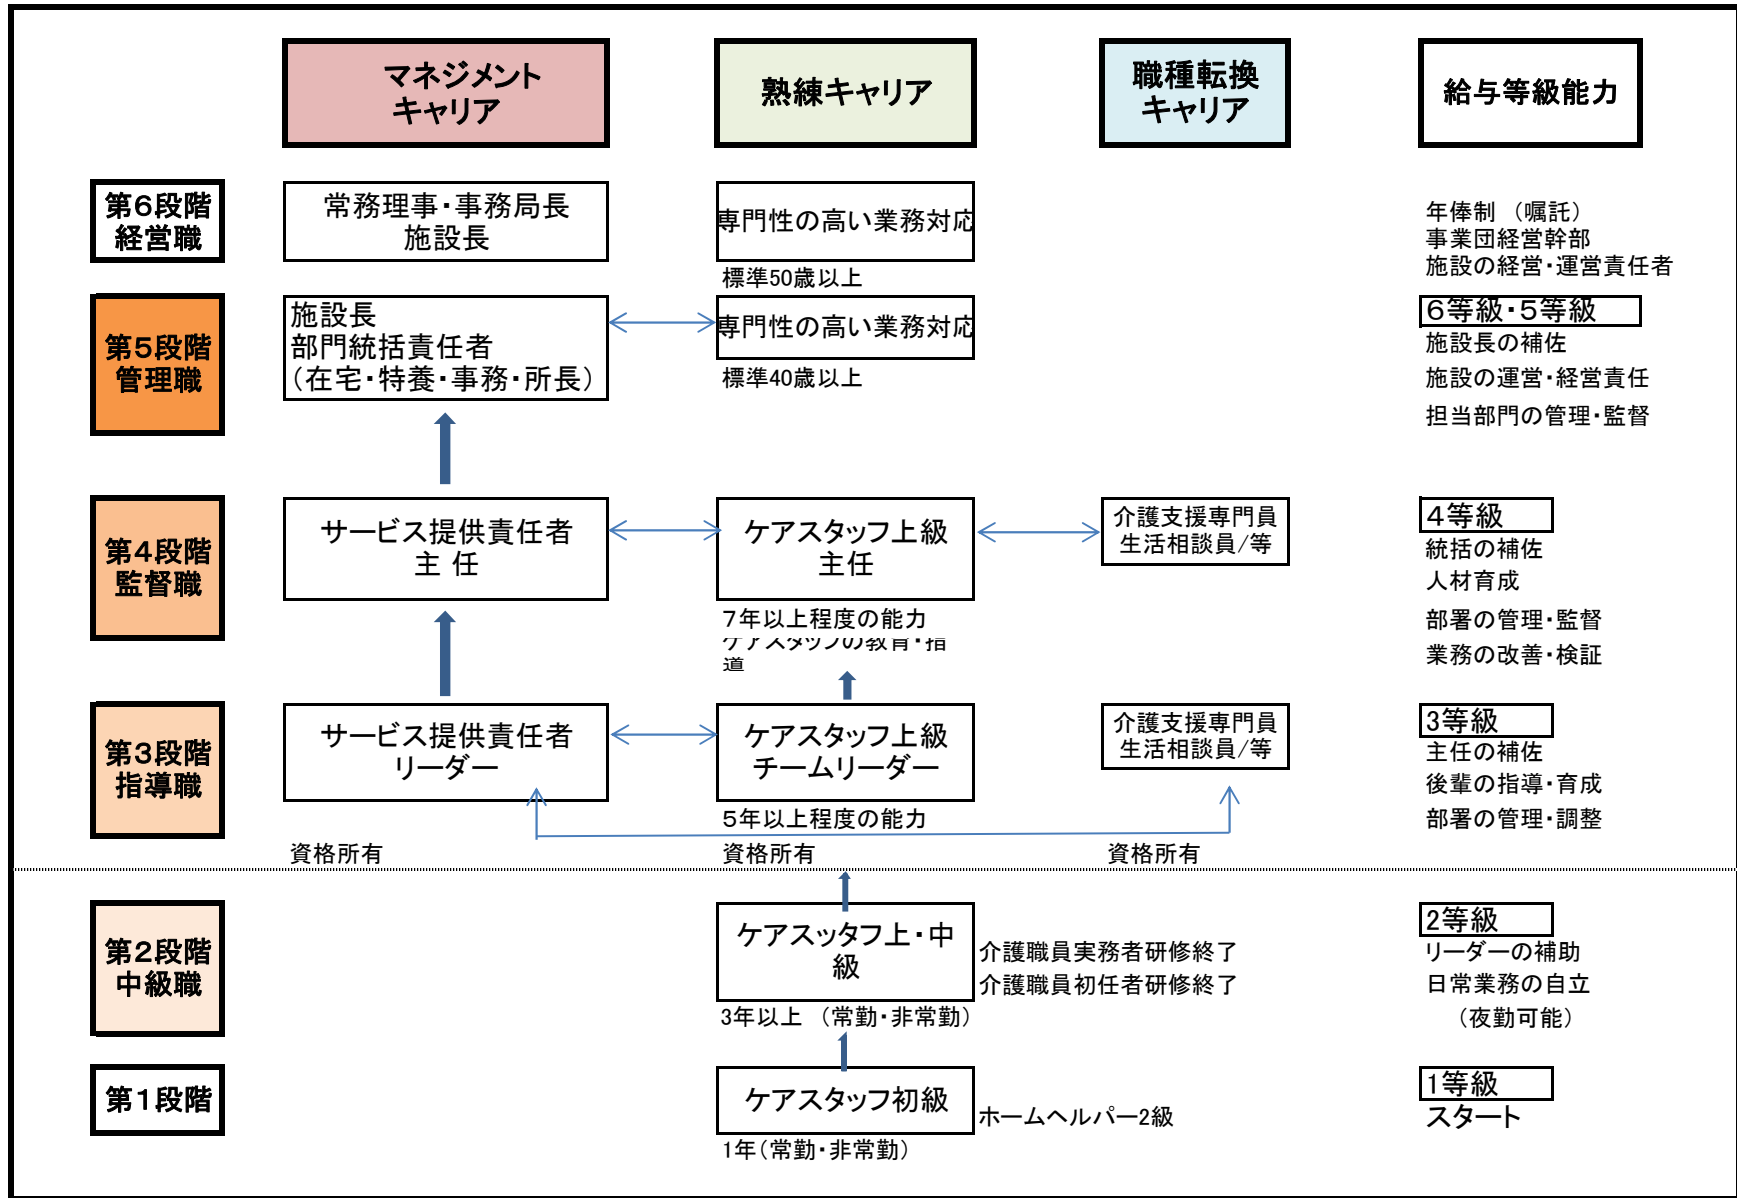 マネジメント
キャリア
熟練キャリア
職種転換
キャリア
給与等級能力
第6段階
経営職
常務理事・事務局長
施設長
専門性の高い業務対応
標準50歳以上
年俸制 （嘱託）
事業団経営幹部
施設の経営・運営責任者
第5段階
管理職
施設長
部門統括責任者
（在宅・特養・事務・所長）
専門性の高い業務対応
標準40歳以上
６等級・５等級
施設長の補佐
施設の運営・経営責任
担当部門の管理・監督
第4段階
監督職
サービス提供責任者
主 任
ケアスタッフ上級
主任
７年以上程度の能力
ケアスタッフの教育・指
道
介護支援専門員
生活相談員/等
４等級
統括の補佐
人材育成
部署の管理・監督
業務の改善・検証
第3段階
指導職
サービス提供責任者
リーダー
ケアスタッフ上級
チームリーダー
５年以上程度の能力
介護支援専門員
生活相談員/等
3等級
主任の補佐
後輩の指導・育成
部署の管理・調整
資格所有
資格所有
資格所有
第2段階
中級職
ケアスッタフ上・中
級
3年以上 （常勤・非常勤）
介護職員実務者研修終了
介護職員初任者研修終了
2等級
リーダーの補助
日常業務の自立
（夜勤可能）
第1段階
ケアスタッフ初級
1年（常勤・非常勤）
ホームヘルパー2級
1等級
スタート